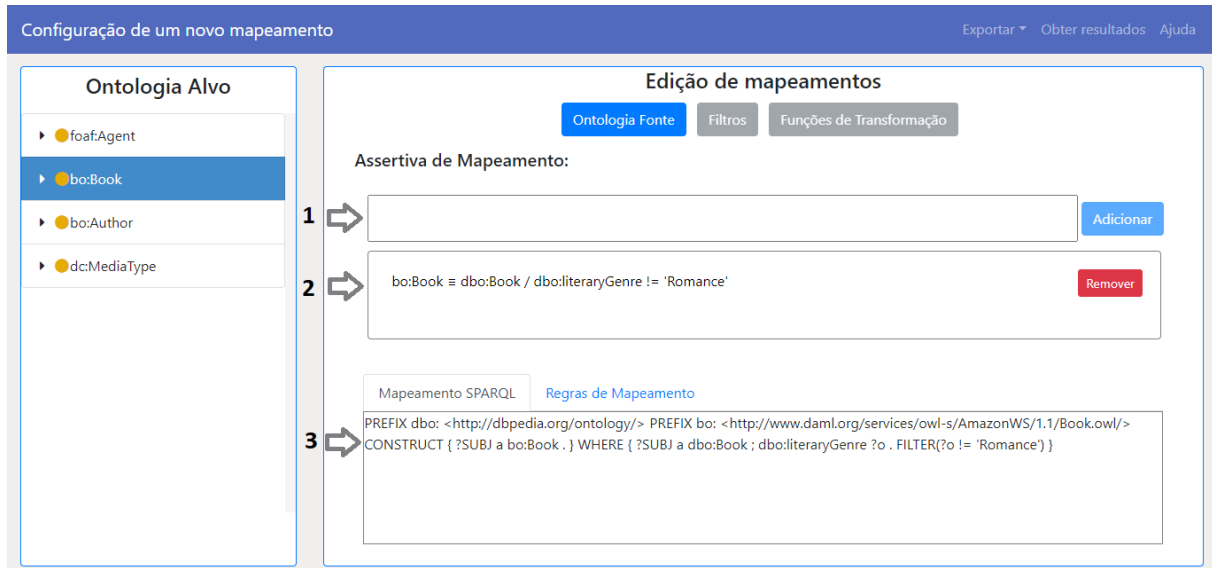 Configuração de um novo mapeamento
Exportar Obter resultados Ajuda
Ontologia Alvo
foaf:Agent
bo:Book
bo:Author
dc:MediaType
Edição de mapeamentos
Ontologia Fonte Filtros Funções de Transformação
Assertiva de Mapeamento:
1
Adicionar
2
bo:Book ≡ dbo:Book / dbo:literaryGenre != 'Romance'
Remover
Mapeamento SPARQL Regras de Mapeamento
3
PREFIX dbo: <http://dbpedia.org/ontology/> PREFIX bo: <http://www.daml.org/services/owl-s/AmazonWS/1.1/Book.owl/>
CONSTRUCT { ?SUBJ a bo:Book . } WHERE { ?SUBJ a dbo:Book ; dbo:literaryGenre ?o . FILTER(?o != 'Romance') }